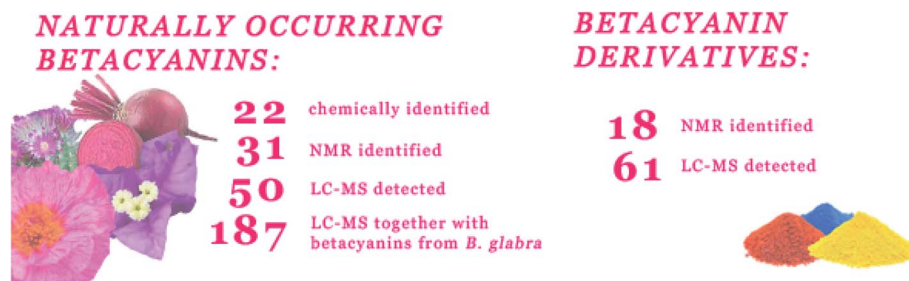 NATURALLY OCCURRING
BETACYANINS:
22 chemically identified
31 NMR identified
50 LC-MS detected
187 LC-MS together with
betacyanins from B. glabra
BETACYANIN
DERIVATIVES:
18 NMR identified
61 LC-MS detected